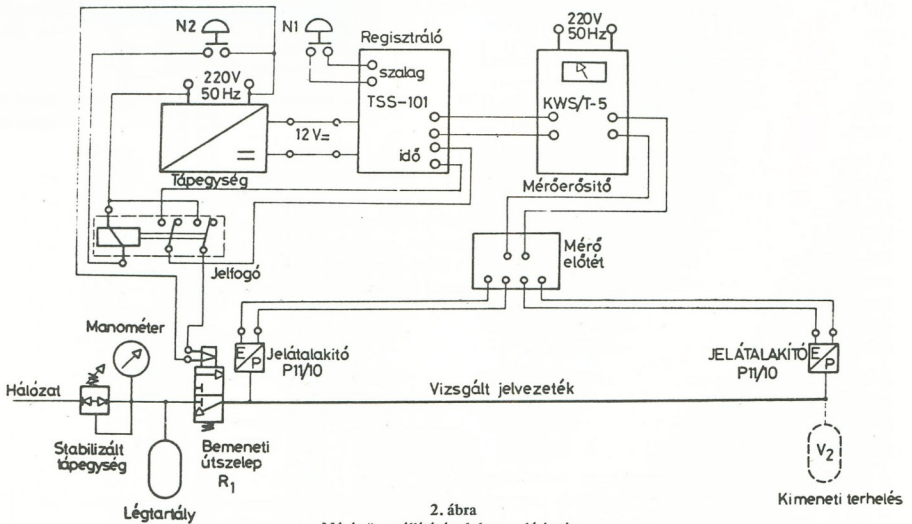 N2
N1
Regisztráló
220V
50Hz
220V
50 Hz
szalag
TSS-101
KWS/T-5
12 V=
idő
Tápegység
Mérőerősítő
Mérő
előtét
Jelfogó
Manométer
E
P
Jelátalakító
P11/10
JELÁTALAKÍTÓ
P11/10
E
P
Hálózat
Vizsgált jelvezeték
Stabilizált
tápegység
Bemeneti
útszelep
R1
V2
Légtartály
Kimeneti terhelés
2. ábra